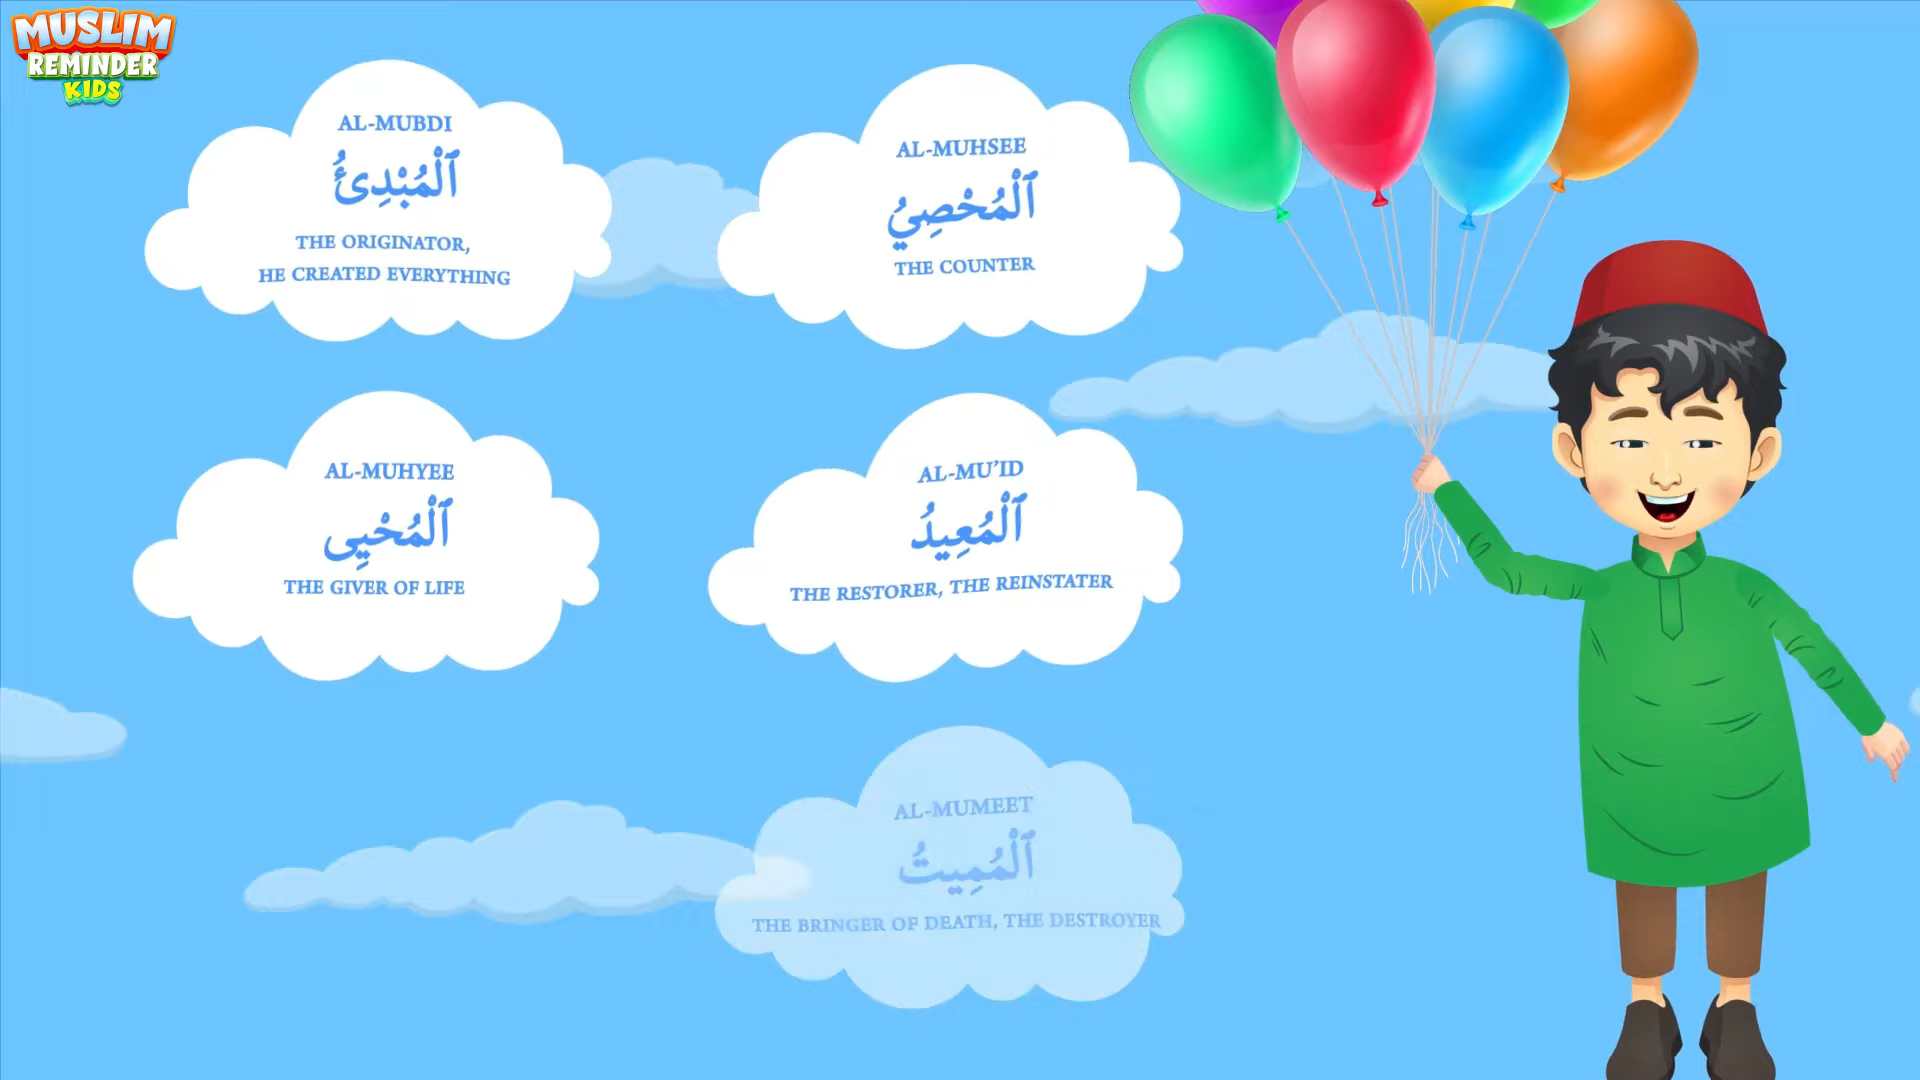 MUSLIM
REMINDER
KIDS
AL-MUBDI
ٱلْمُبْدِئُ
THE ORIGINATOR,
HE CREATED EVERYTHING
AL-MUHSEE
ٱلْمُحْصِيُ
THE COUNTER
AL-MUHYEE
ٱلْمُحْيِى
THE GIVER OF LIFE
AL-MU’ID
ٱلْمُعِيدُ
THE RESTORER, THE REINSTATER
AL-MUMEET
ٱلْمُمِيتُ
THE BRINGER OF DEATH, THE DESTROYER